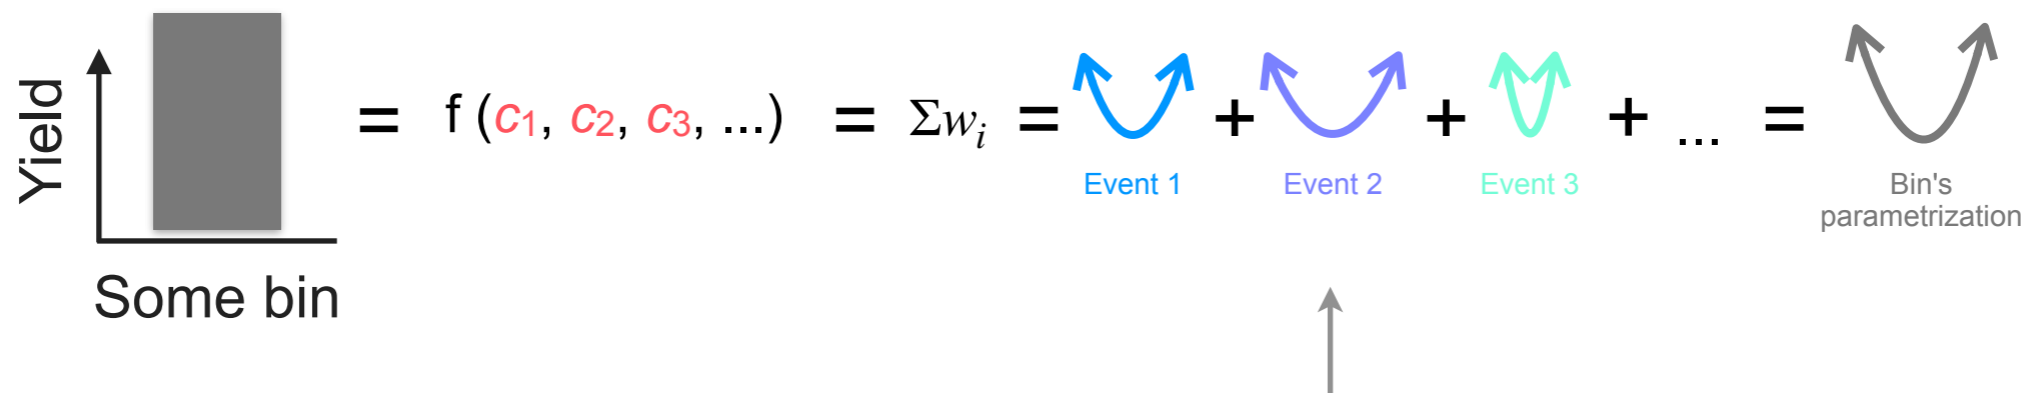 Yield
= f (c1, c2, c3, ...) = Σwi = + + + ... =
Event 1
Event 2
Event 3
Bin's
parametrization
Some bin